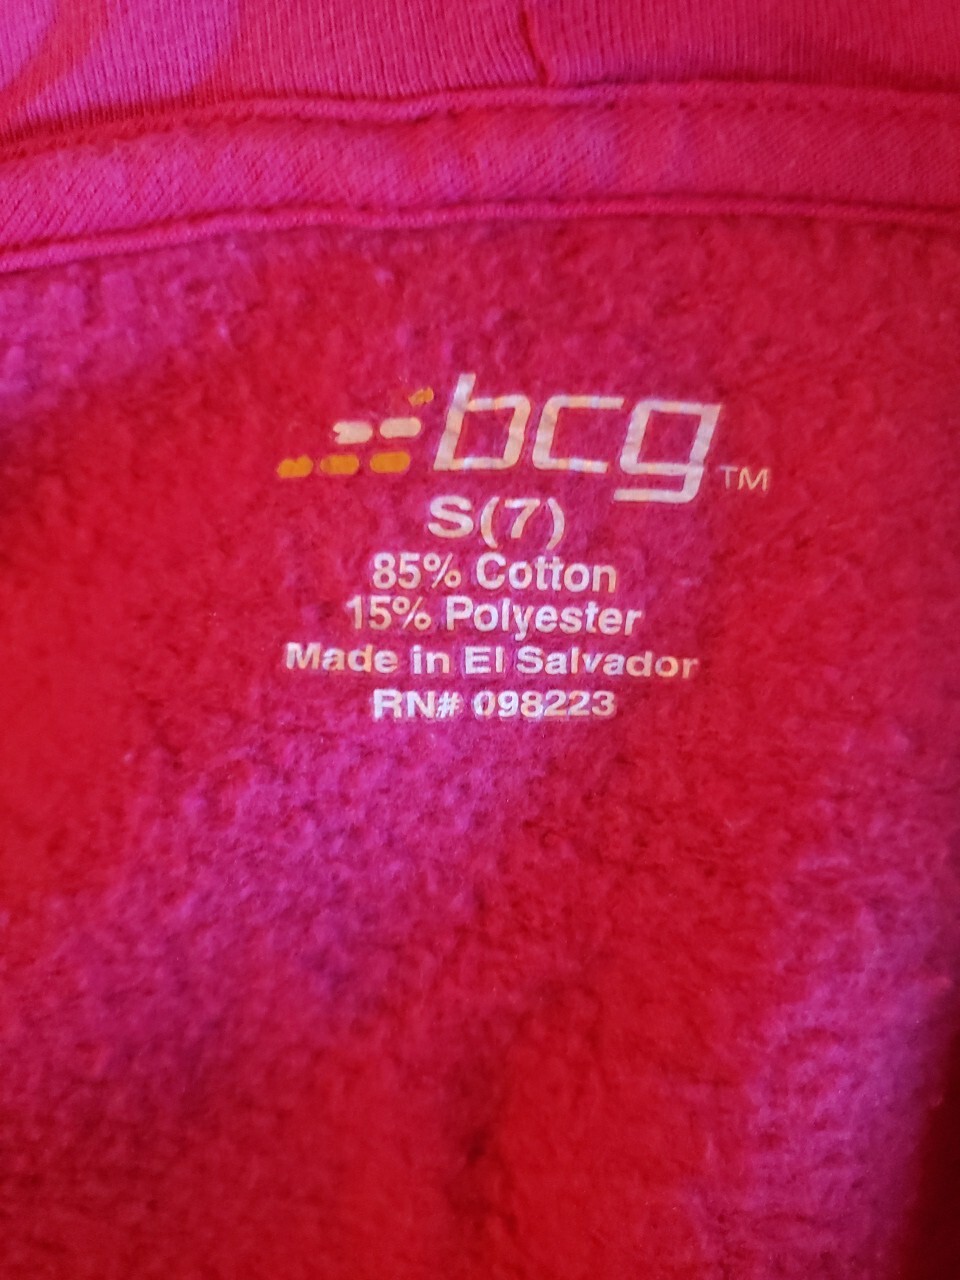 bcg™
S(7)
85% Cotton
15% Polyester
Made in El Salvador
RN# 098223